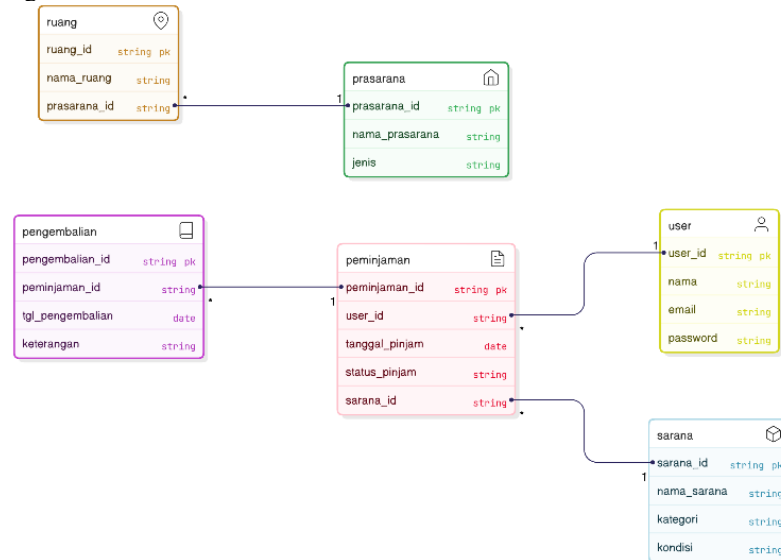 ruang
ruang_id string pk
nama_ruang string
prasarana_id string
*
1
prasarana
prasarana_id string pk
nama_prasarana string
jenis string
pengembalian
pengembalian_id string pk
peminjaman_id string
tgl_pengembalian date
keterangan string
*
1
peminjaman
peminjaman_id string pk
user_id string
tanggal_pinjam date
status_pinjam string
sarana_id string
*
*
1
user
user_id string pk
nama string
email string
password string
1
sarana
sarana_id string pk
nama_sarana string
kategori string
kondisi string